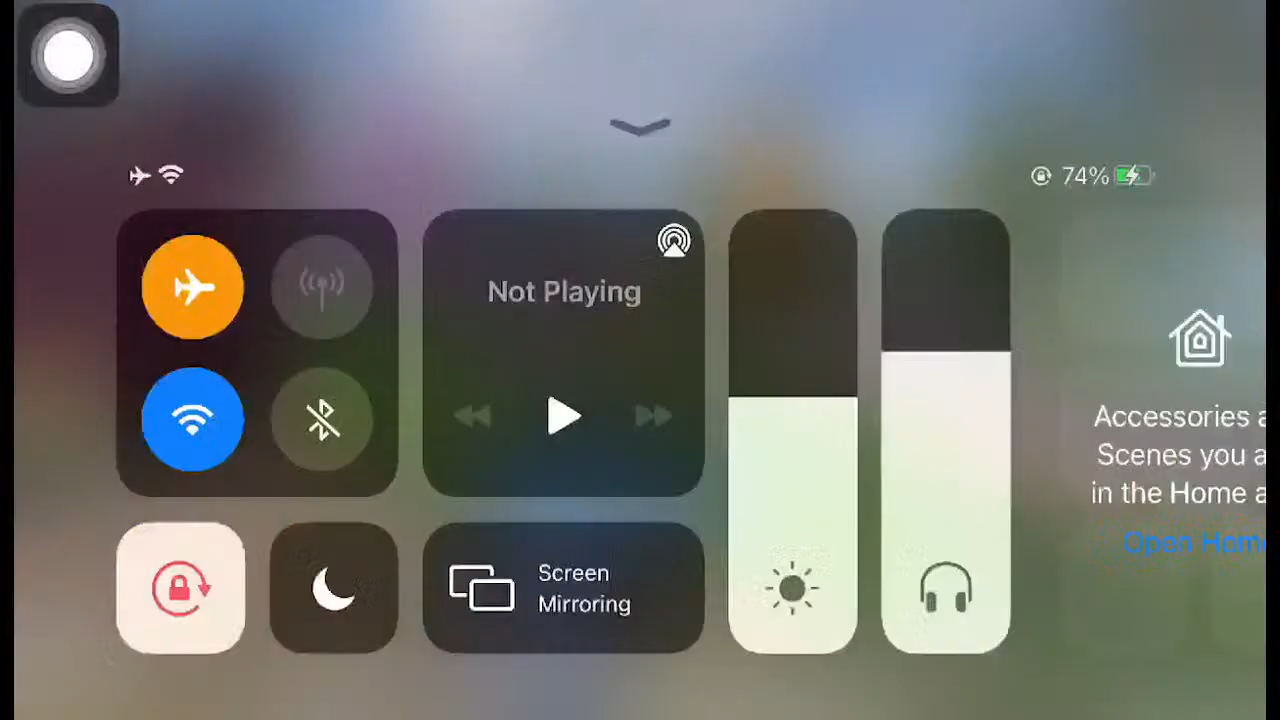 74%
Not Playing
Screen
Mirroring
Accessories a
Scenes you a
in the Home a
Open Home